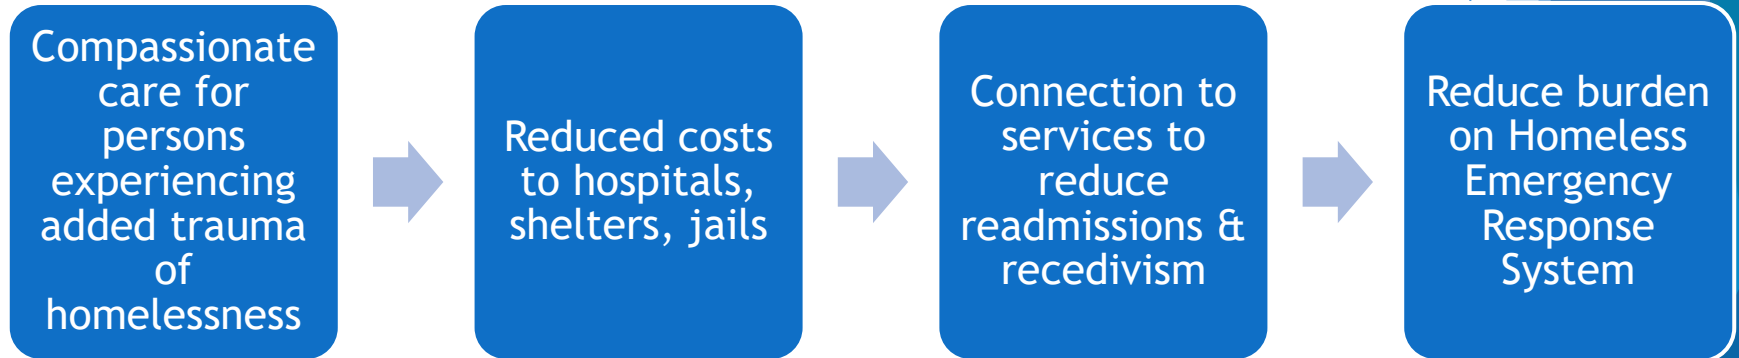 Compassionate
care for
persons
experiencing
added trauma
of
homelessness
Reduced costs
to hospitals,
shelters, jails
Connection to
services to
reduce
readmissions &
recedivism
Reduce burden
on Homeless
Emergency
Response
System